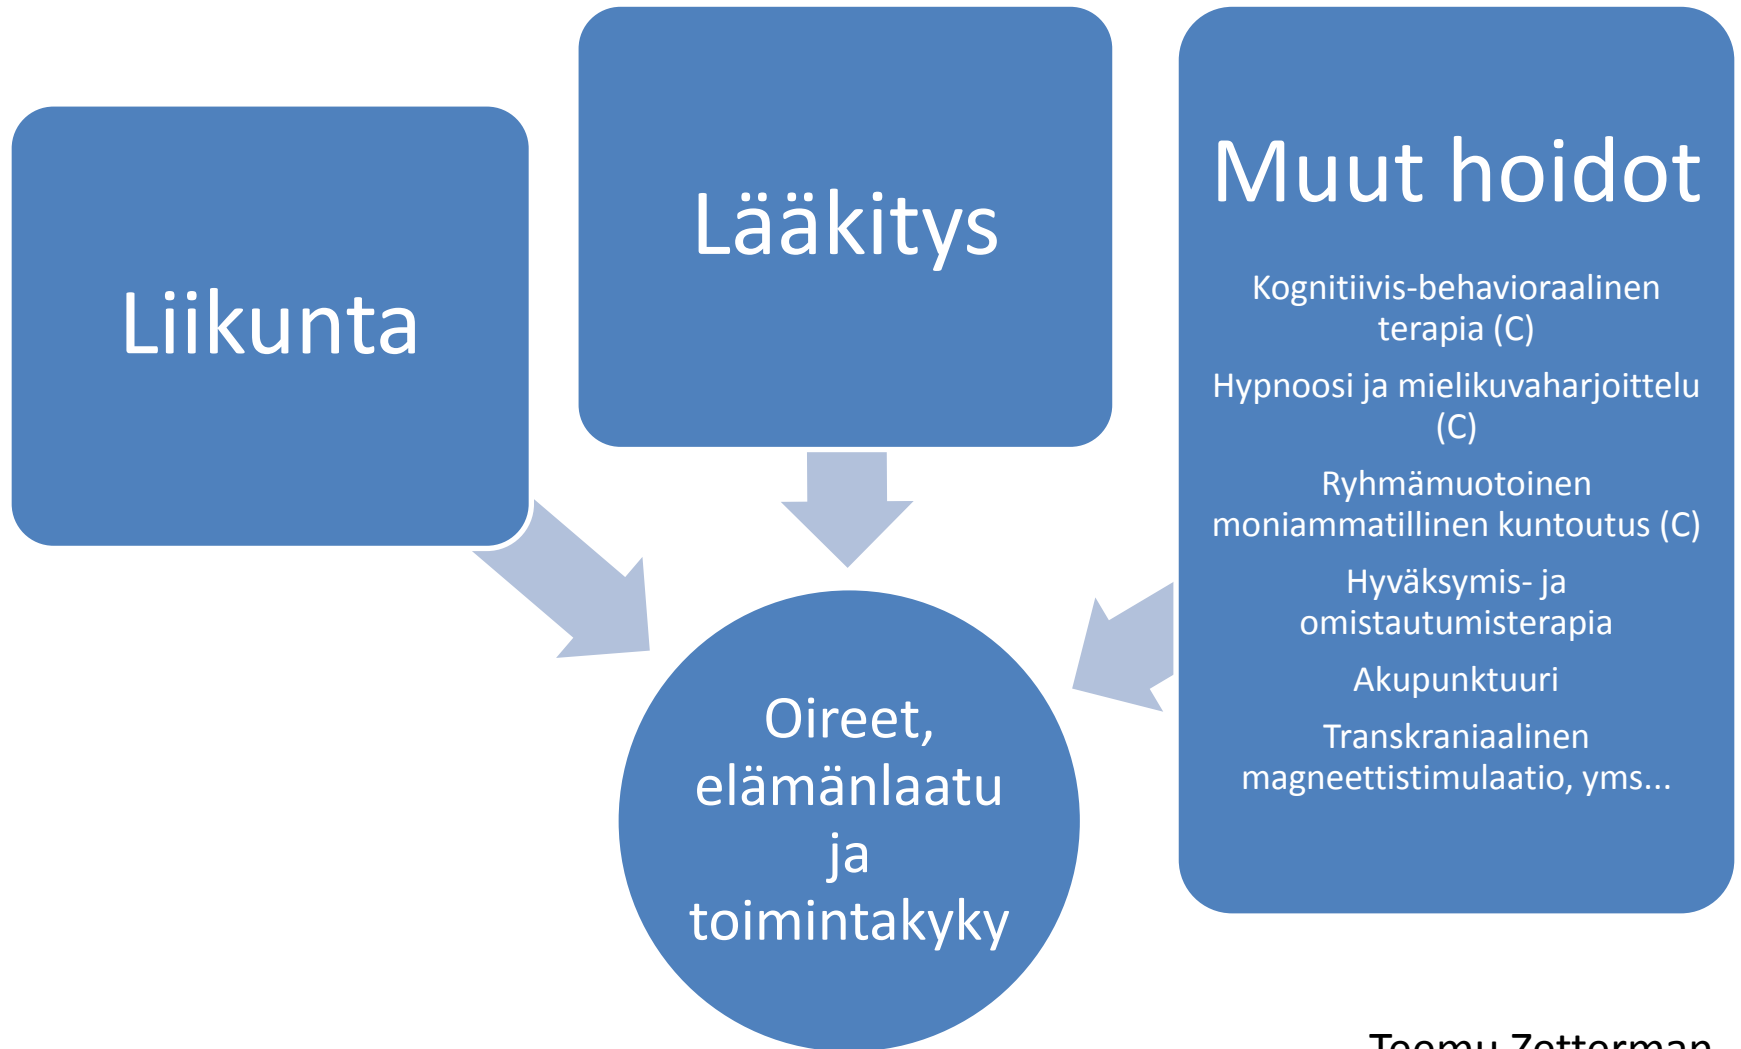 Liikunta
Lääkitys
Muut hoidot
Kognitiivis-behavioraalinen
terapia (C)
Hypnoosi ja mielikuvaharjoittelu
(C)
Ryhmämuotoinen
moniammatillinen kuntoutus (C)
Hyväksymis- ja
omistautumisterapia
Akupunktuuri
Transkraniaalinen
magneettistimulaatio, yms...
Oireet,
elämänlaatu
ja
toimintakyky
Teemu Zetterman